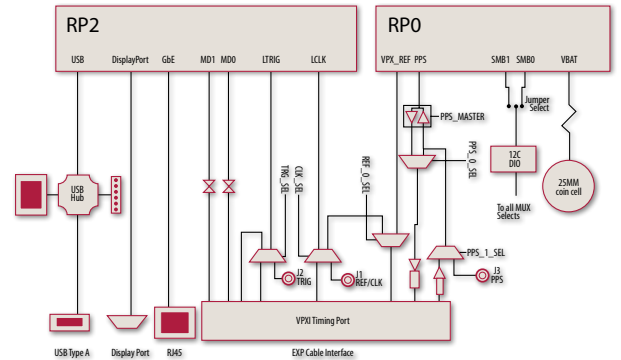 RP2
RP0
USB
DisplayPort
GbE
MD1
MD0
LTRIG
LCLK
VPX_REF
PPS
SMB1
SMB0
VBAT
Jumper
Select
PPS_MASTER
PPS_0_SEL
12C
DIO
25MM
coin cell
To all MUX
Selects
USB
Hub
TRG_SEL
CLK_SEL
REF_0_SEL
PPS_1_SEL
J2
TRIG
J1
REF/CLK
J3
PPS
VPXI Timing Port
USB Type A
Display Port
RJ45
EXP Cable Interface